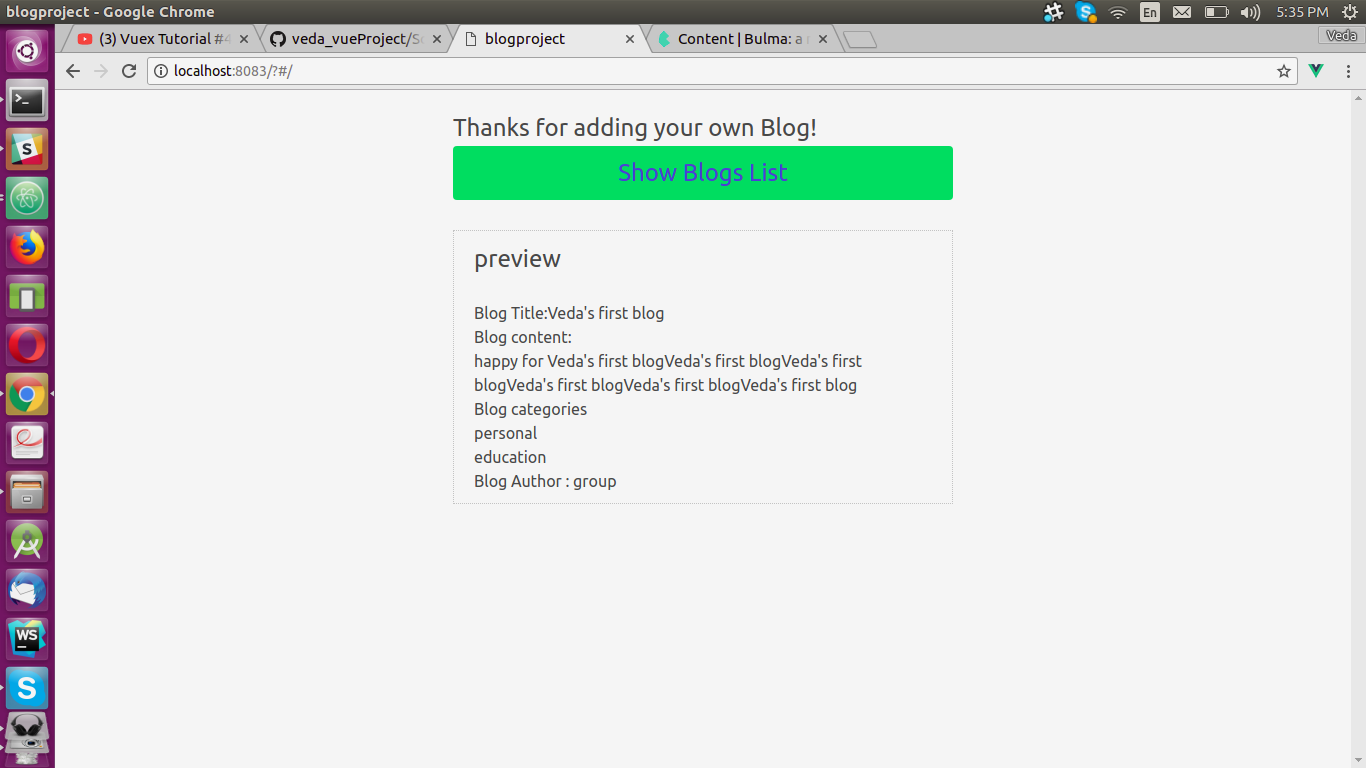 blogproject - Google Chrome
En
5:35 PM
(3) Vuex Tutorial #4
veda_vueProject/Sc
blogproject
Content | Bulma: a
Veda
localhost:8083/?#/
Thanks for adding your own Blog!
Show Blogs List
preview
Blog Title:Veda's first blog
Blog content:
happy for Veda's first blogVeda's first blogVeda's first
blogVeda's first blogVeda's first blogVeda's first blog
Blog categories
personal
education
Blog Author : group
S
WS
S